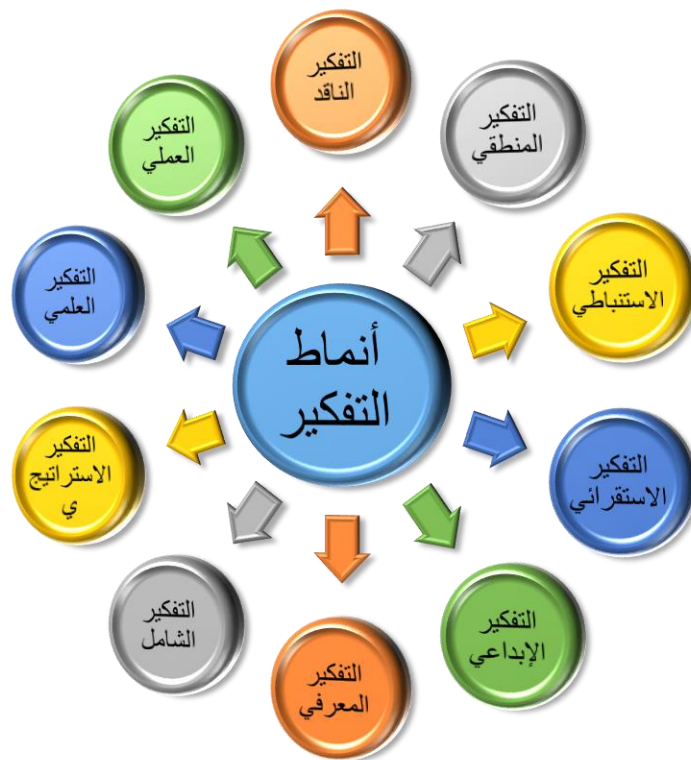 أنماط
التفكير
التفكير
الناقد
التفكير
المنطقي
التفكير
الاستنباطي
التفكير
الاستقرائي
التفكير
الإبداعي
التفكير
المعرفي
التفكير
الشامل
التفكير
الاستراتيج
ي
التفكير
العلمي
التفكير
العملي